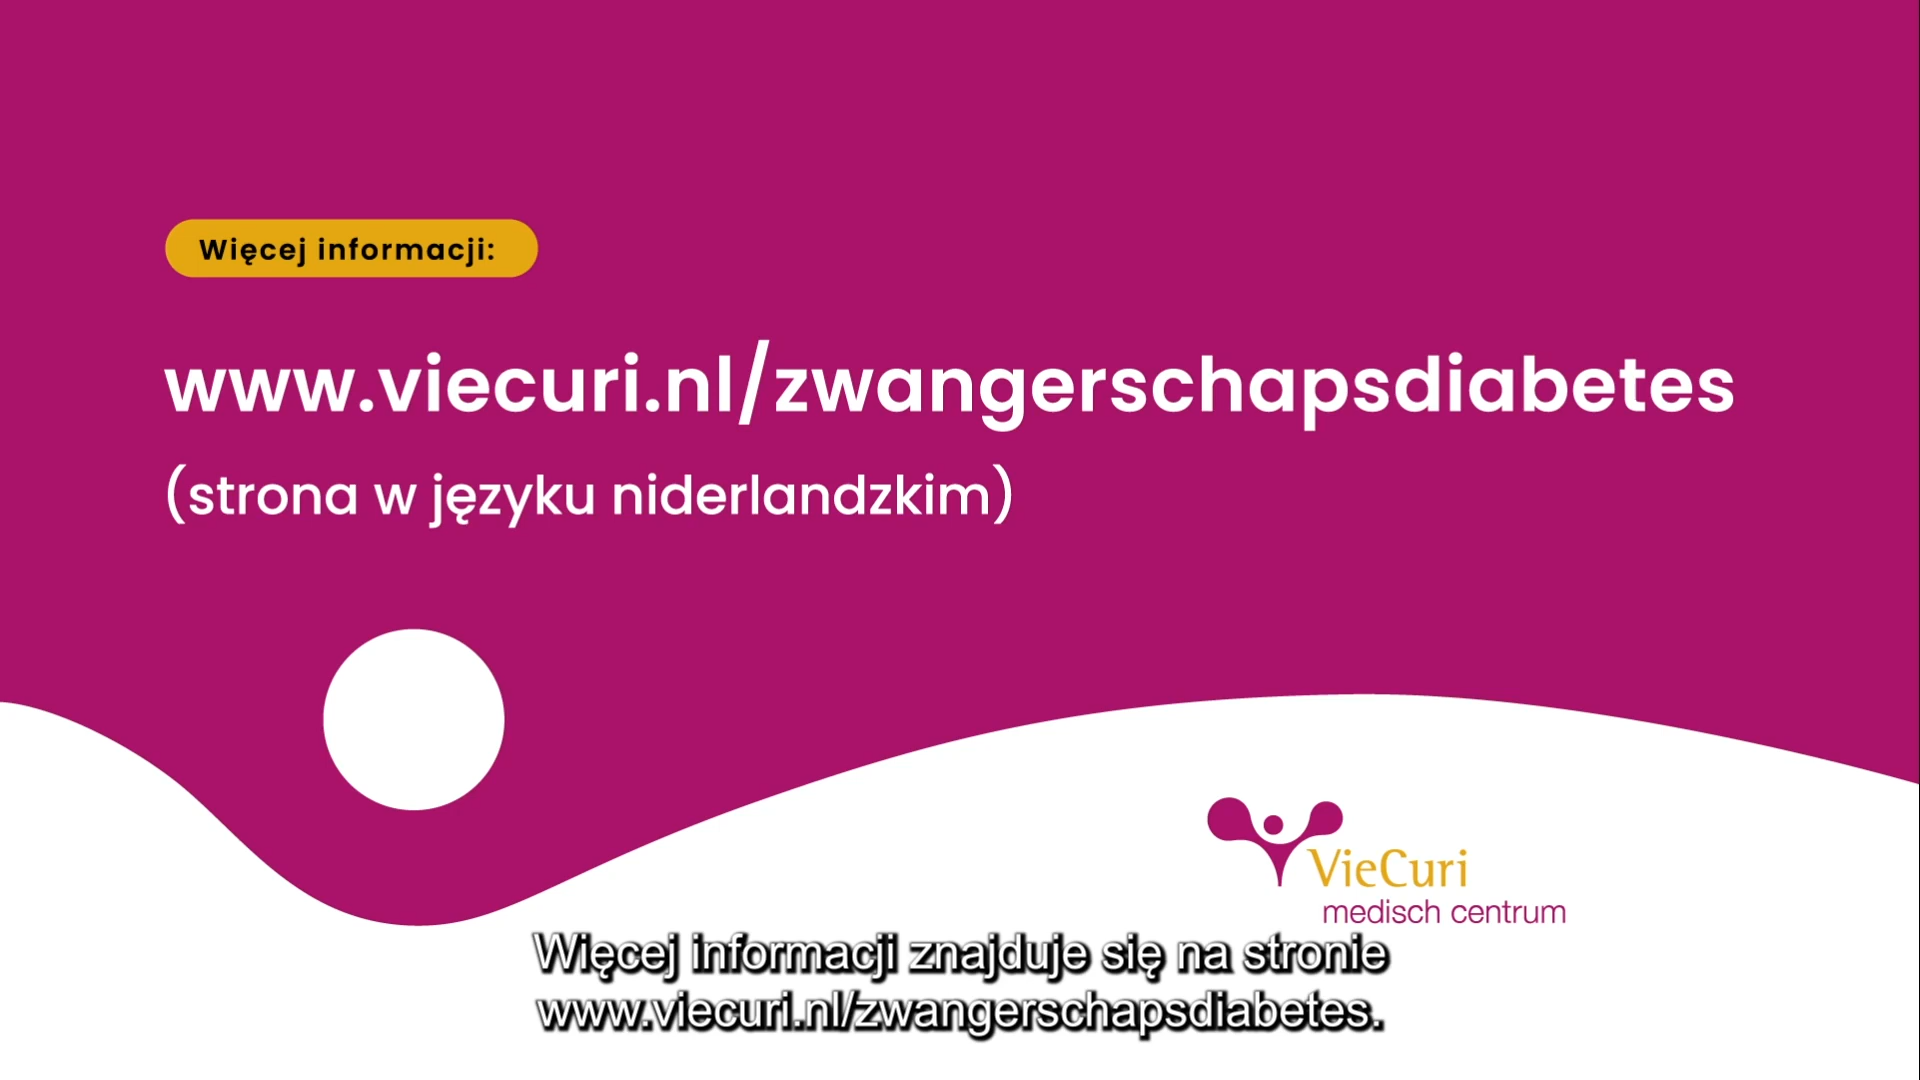 Więcej informacji:
www.viecuri.nl/zwangerschapsdiabetes
(strona w języku niderlandzkim)
VieCuri
medisch centrum
Więcej informacji znajduje się na stronie
www.viecuri.nl/zwangerschapsdiabetes.